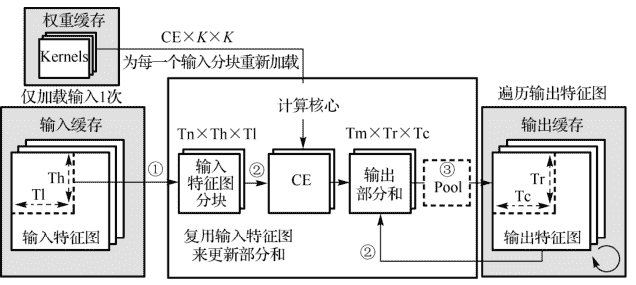 权重缓存
Kernels
CE×K×K
为每一个输入分块重新加载
仅加载输入1次
输入缓存
Th
Tl
输入特征图
①
计算核心
Tn×Th×Tl
输入
特征图
分块
②
CE
Tm×Tr×Tc
输出
部分和
③
Pool
复用输入特征图
来更新部分和
②
遍历输出特征图
输出缓存
Tr
Tc
输出特征图